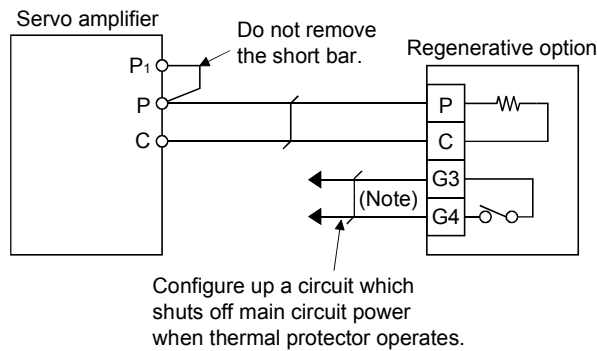 Servo amplifier
Do not remove
the short bar.
Regenerative option
P1
P
C
P
C
G3
G4
(Note)
Configure up a circuit which
shuts off main circuit power
when thermal protector operates.